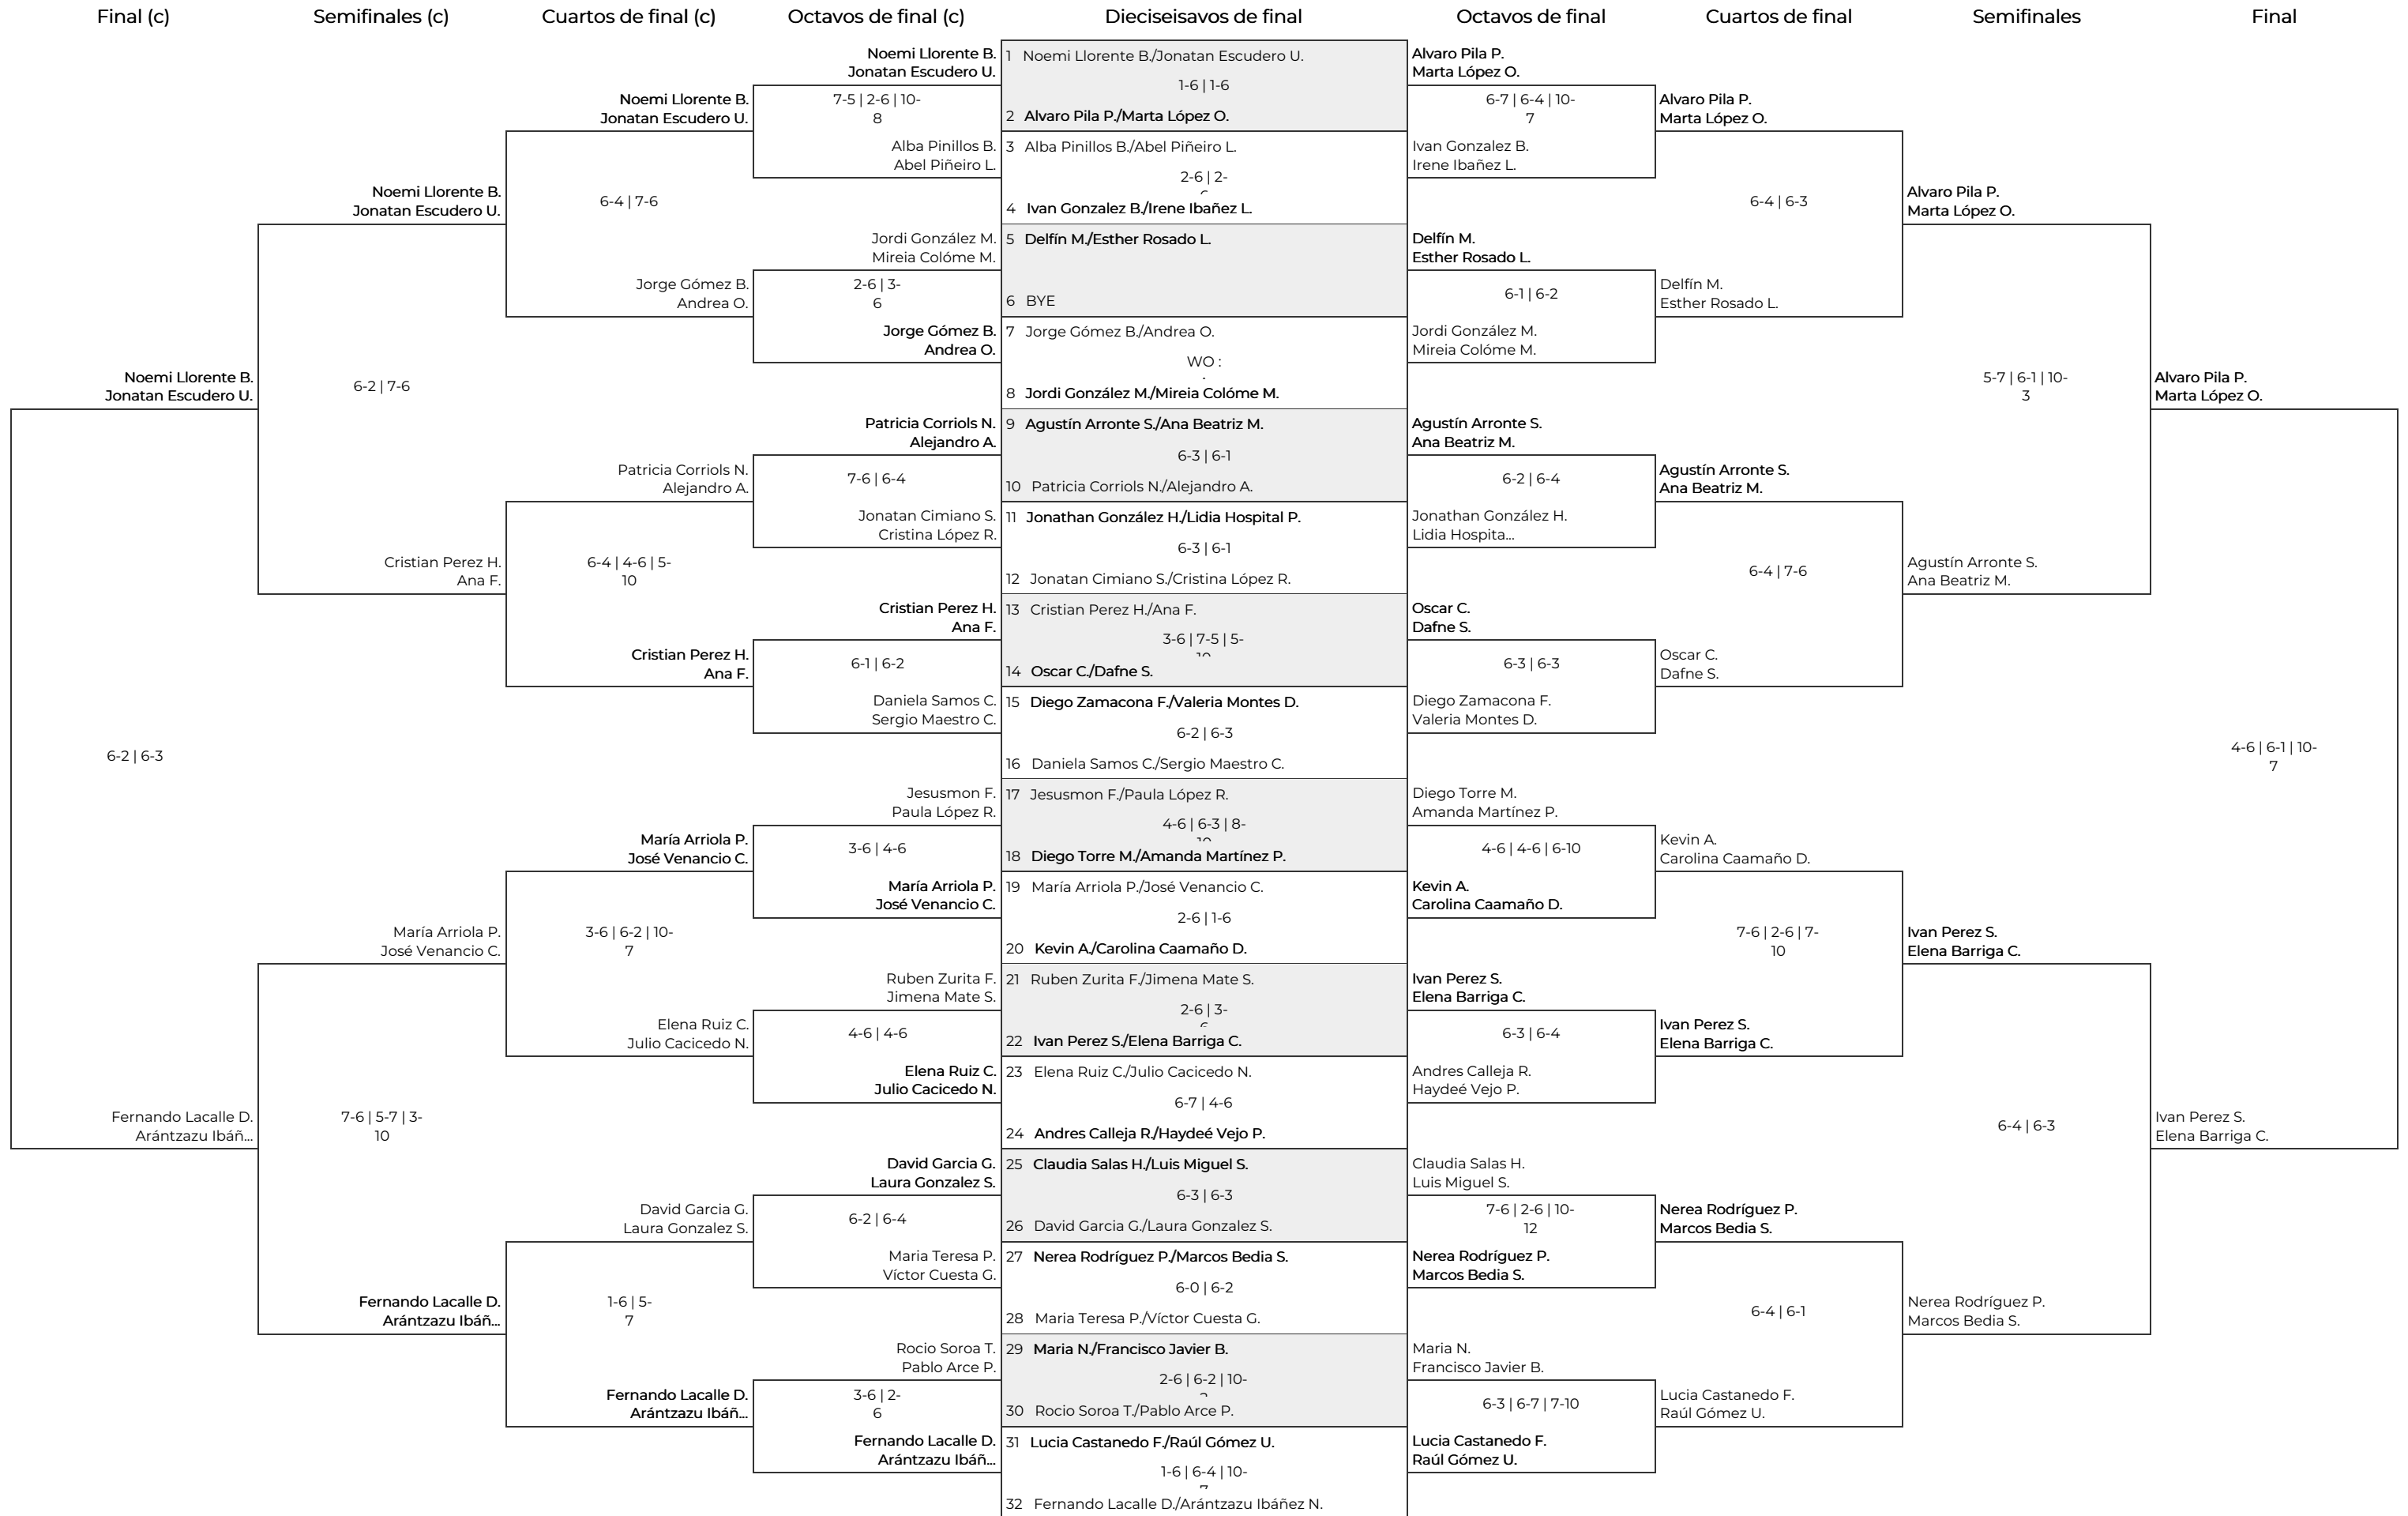 Final (c)
Semifinales (c)
Cuartos de final (c)
Octavos de final (c)
Dieciseisavos de final
Octavos de final
Cuartos de final
Semifinales
Final
Noemi Llorente B.
Jonatan Escudero U.
6-2 | 6-3
Fernando Lacalle D.
Arántzazu Ibáñ...
Noemi Llorente B.
Jonatan Escudero U.
6-2 | 7-6
Cristian Perez H.
Ana F.
María Arriola P.
José Venancio C.
7-6 | 5-7 | 3-
10
Fernando Lacalle D.
Arántzazu Ibáñ...
Noemi Llorente B.
Jonatan Escudero U.
6-4 | 7-6
Jorge Gómez B.
Andrea O.
Patricia Corriols N.
Alejandro A.
6-4 | 4-6 | 5-
10
Cristian Perez H.
Ana F.
María Arriola P.
José Venancio C.
3-6 | 6-2 | 10-
7
Elena Ruiz C.
Julio Cacicedo N.
David Garcia G.
Laura Gonzalez S.
1-6 | 5-
7
Fernando Lacalle D.
Arántzazu Ibáñ...
Noemi Llorente B.
Jonatan Escudero U.
7-5 | 2-6 | 10-
8
Alba Pinillos B.
Abel Piñeiro L.
Jordi González M.
Mireia Colóme M.
2-6 | 3-
6
Jorge Gómez B.
Andrea O.
Patricia Corriols N.
Alejandro A.
7-6 | 6-4
Jonatan Cimiano S.
Cristina López R.
Cristian Perez H.
Ana F.
6-1 | 6-2
Daniela Samos C.
Sergio Maestro C.
Jesusmon F.
Paula López R.
3-6 | 4-6
María Arriola P.
José Venancio C.
Ruben Zurita F.
Jimena Mate S.
4-6 | 4-6
Elena Ruiz C.
Julio Cacicedo N.
David Garcia G.
Laura Gonzalez S.
6-2 | 6-4
Maria Teresa P.
Víctor Cuesta G.
Rocio Soroa T.
Pablo Arce P.
3-6 | 2-
6
Fernando Lacalle D.
Arántzazu Ibáñ...
1 Noemi Llorente B./Jonatan Escudero U.
1-6 | 1-6
2 Alvaro Pila P./Marta López O.
3 Alba Pinillos B./Abel Piñeiro L.
2-6 | 2-
4 Ivan Gonzalez B./Irene Ibañez L.
5 Delfín M./Esther Rosado L.
6 BYE
7 Jorge Gómez B./Andrea O.
WO :
8 Jordi González M./Mireia Colóme M.
9 Agustín Arronte S./Ana Beatriz M.
6-3 | 6-1
10 Patricia Corriols N./Alejandro A.
11 Jonathan González H./Lidia Hospital P.
6-3 | 6-1
12 Jonatan Cimiano S./Cristina López R.
13 Cristian Perez H./Ana F.
3-6 | 7-5 | 5-
14 Oscar C./Dafne S.
15 Diego Zamacona F./Valeria Montes D.
6-2 | 6-3
16 Daniela Samos C./Sergio Maestro C.
17 Jesusmon F./Paula López R.
4-6 | 6-3 | 8-
18 Diego Torre M./Amanda Martínez P.
19 María Arriola P./José Venancio C.
2-6 | 1-6
20 Kevin A./Carolina Caamaño D.
21 Ruben Zurita F./Jimena Mate S.
2-6 | 3-
22 Ivan Perez S./Elena Barriga C.
23 Elena Ruiz C./Julio Cacicedo N.
6-7 | 4-6
24 Andres Calleja R./Haydeé Vejo P.
25 Claudia Salas H./Luis Miguel S.
6-3 | 6-3
26 David Garcia G./Laura Gonzalez S.
27 Nerea Rodríguez P./Marcos Bedia S.
6-0 | 6-2
28 Maria Teresa P./Víctor Cuesta G.
29 Maria N./Francisco Javier B.
2-6 | 6-2 | 10-
30 Rocio Soroa T./Pablo Arce P.
31 Lucia Castanedo F./Raúl Gómez U.
1-6 | 6-4 | 10-
32 Fernando Lacalle D./Arántzazu Ibáñez N.
Alvaro Pila P.
Marta López O.
6-7 | 6-4 | 10-
7
Ivan Gonzalez B.
Irene Ibañez L.
Delfín M.
Esther Rosado L.
6-1 | 6-2
Jordi González M.
Mireia Colóme M.
Agustín Arronte S.
Ana Beatriz M.
6-2 | 6-4
Jonathan González H.
Lidia Hospita...
Oscar C.
Dafne S.
6-3 | 6-3
Diego Zamacona F.
Valeria Montes D.
Diego Torre M.
Amanda Martínez P.
4-6 | 4-6 | 6-10
Kevin A.
Carolina Caamaño D.
Ivan Perez S.
Elena Barriga C.
6-3 | 6-4
Andres Calleja R.
Haydeé Vejo P.
Claudia Salas H.
Luis Miguel S.
7-6 | 2-6 | 10-
12
Nerea Rodríguez P.
Marcos Bedia S.
Maria N.
Francisco Javier B.
6-3 | 6-7 | 7-10
Lucia Castanedo F.
Raúl Gómez U.
Alvaro Pila P.
Marta López O.
6-4 | 6-3
Delfín M.
Esther Rosado L.
Agustín Arronte S.
Ana Beatriz M.
6-4 | 7-6
Oscar C.
Dafne S.
Kevin A.
Carolina Caamaño D.
7-6 | 2-6 | 7-
10
Ivan Perez S.
Elena Barriga C.
Nerea Rodríguez P.
Marcos Bedia S.
6-4 | 6-1
Lucia Castanedo F.
Raúl Gómez U.
Alvaro Pila P.
Marta López O.
5-7 | 6-1 | 10-
3
Agustín Arronte S.
Ana Beatriz M.
Ivan Perez S.
Elena Barriga C.
6-4 | 6-3
Nerea Rodríguez P.
Marcos Bedia S.
Alvaro Pila P.
Marta López O.
4-6 | 6-1 | 10-
7
Ivan Perez S.
Elena Barriga C.